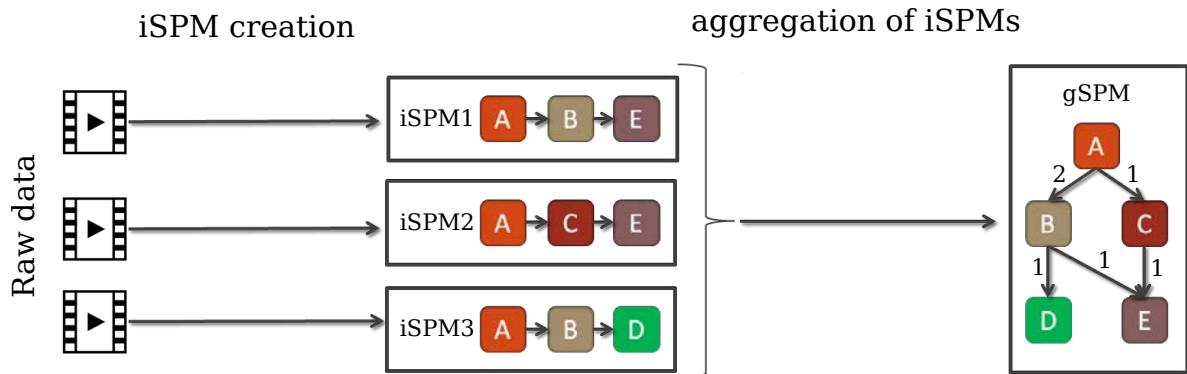 iSPM creation
aggregation of iSPMs
Raw data
iSPM1 A B E
iSPM2 A C E
iSPM3 A B D
gSPM
A
2 1
B C
1 1 1
D E